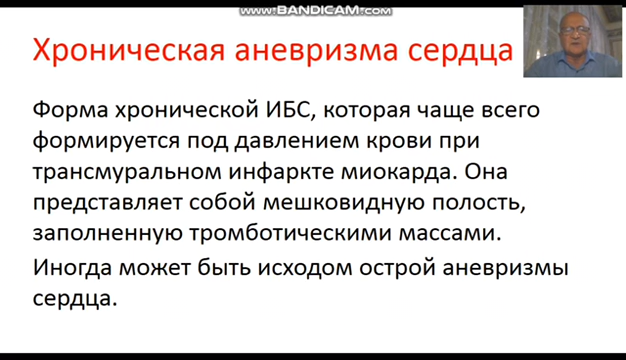 www.BANDICAM.com
Хроническая аневризма сердца
Форма хронической ИБС, которая чаще всего
формируется под давлением крови при
трансмуральном инфаркте миокарда. Она
представляет собой мешковидную полость,
заполненную тромботическими массами.
Иногда может быть исходом острой аневризмы
сердца.